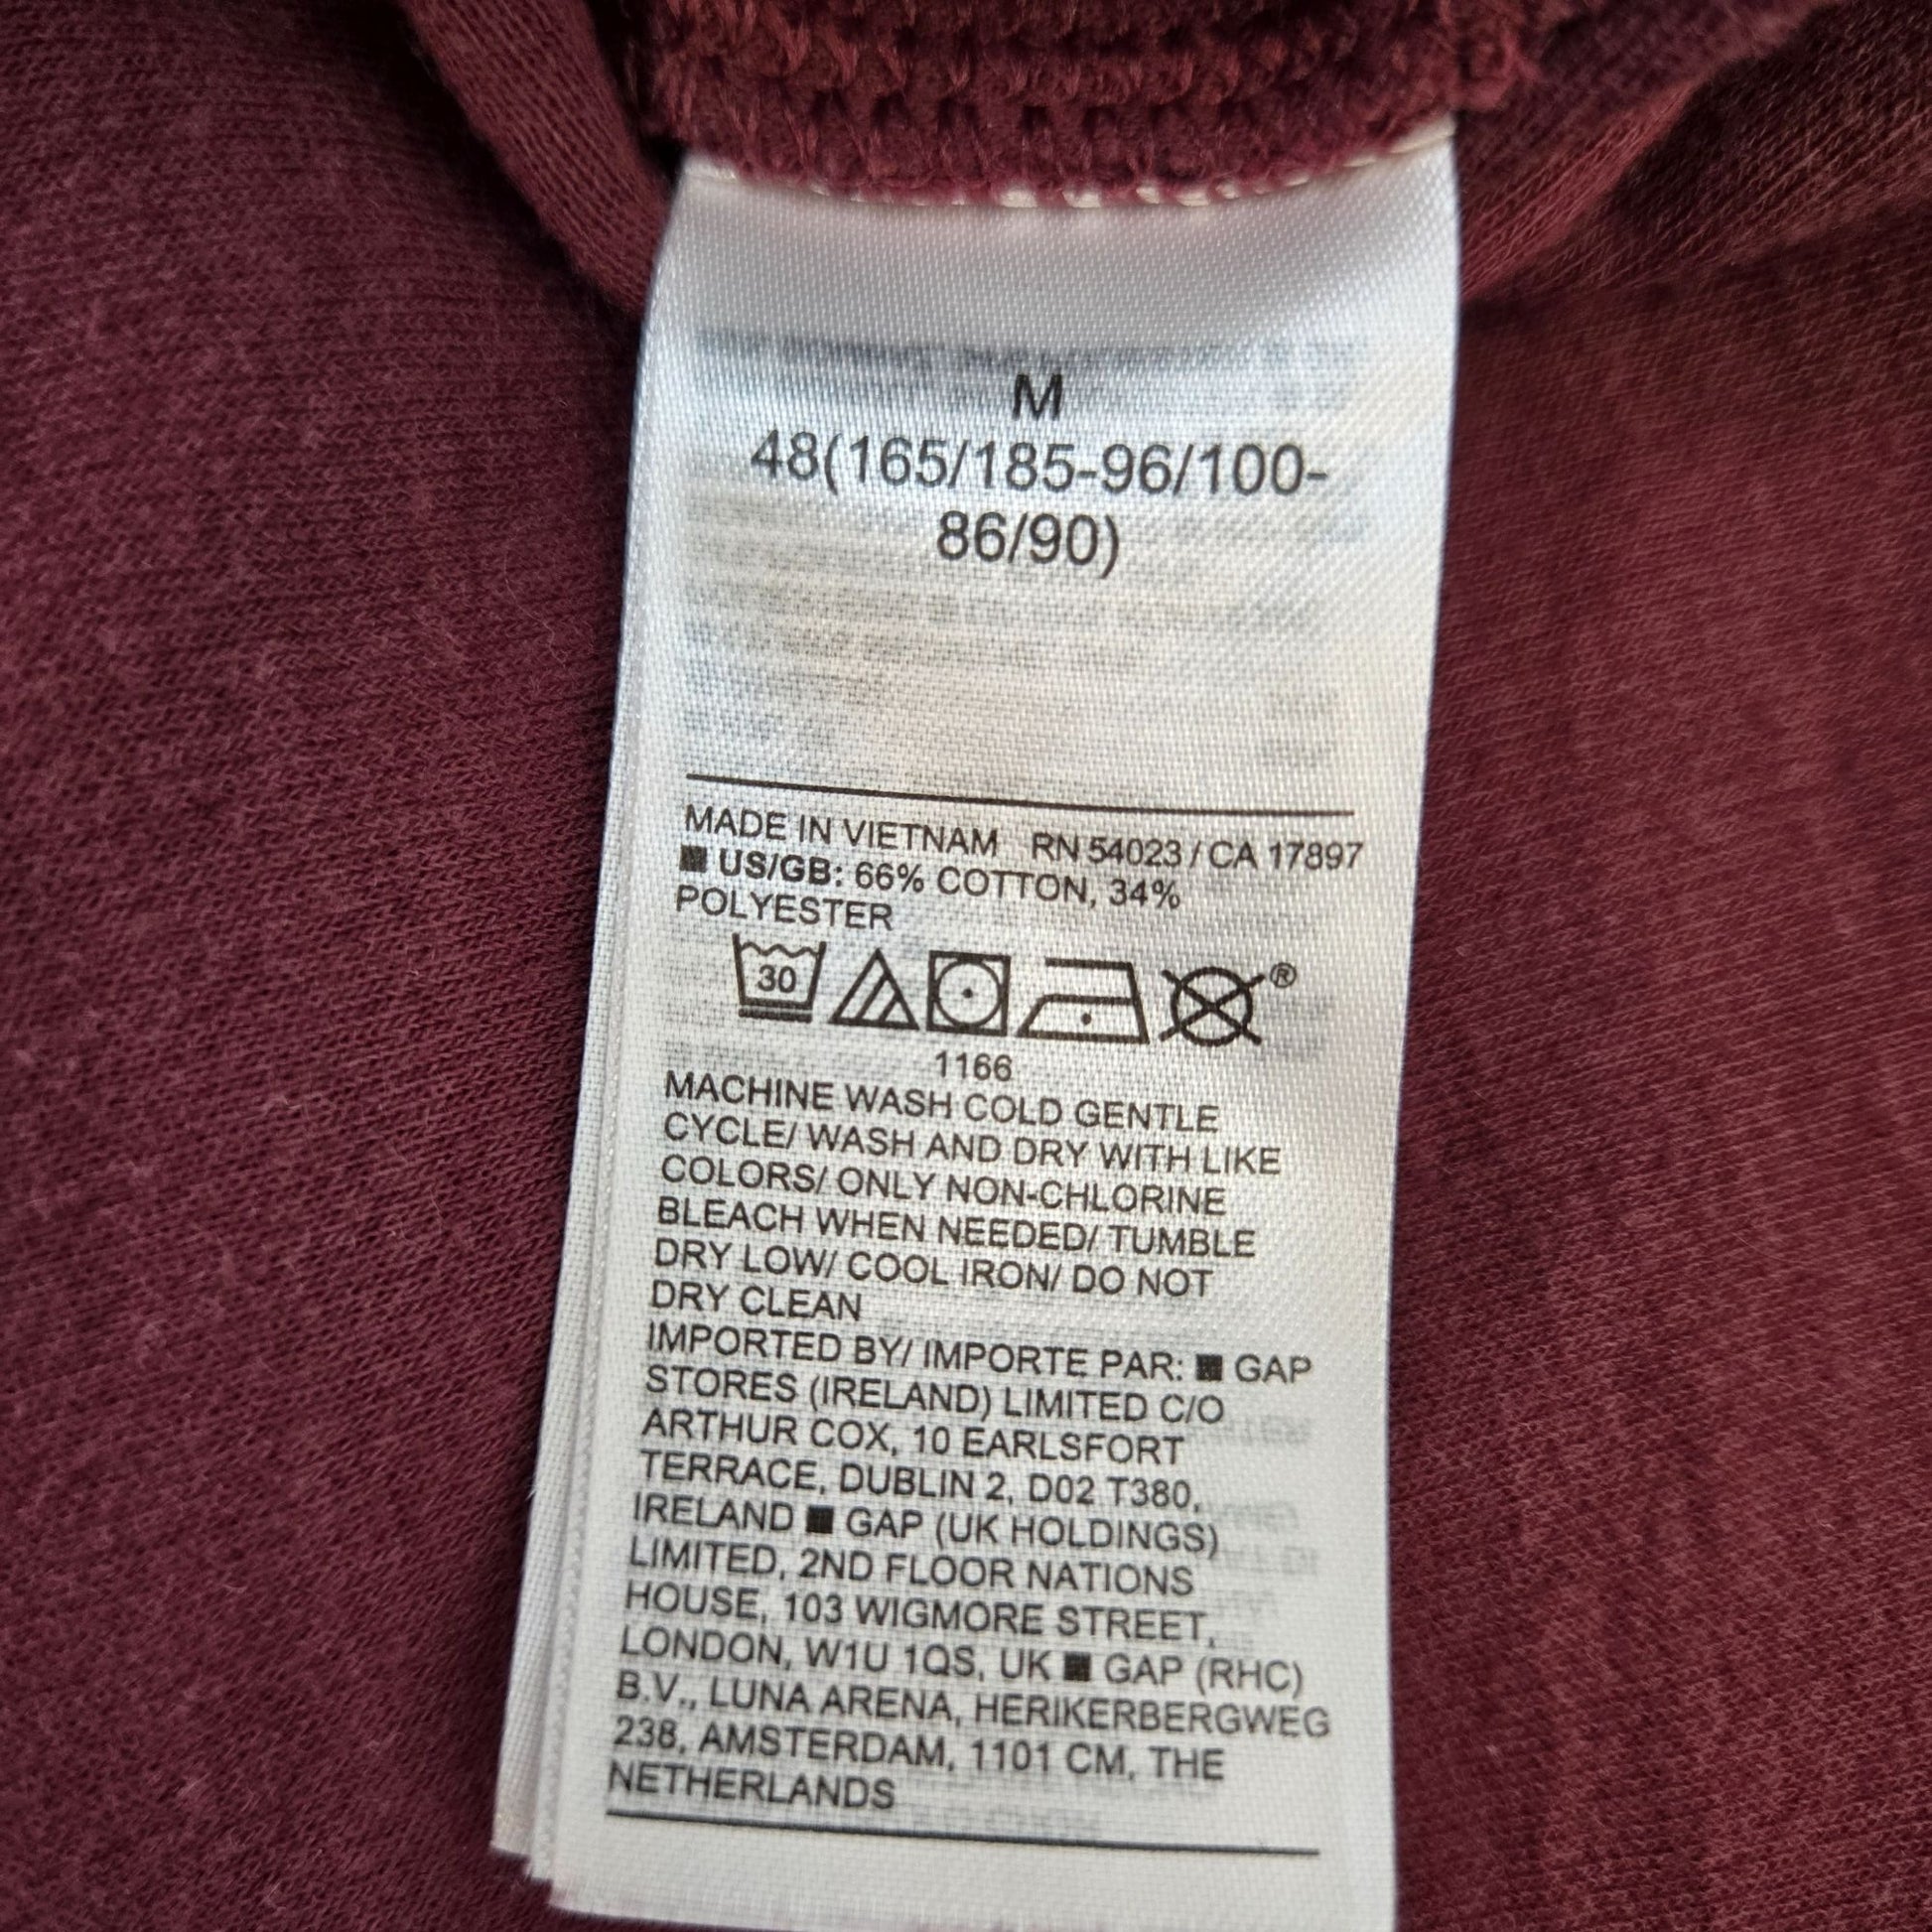 M
48(165/185-96/100-
86/90)
MADE IN VIETNAM RN 54023 / CA 17897
■ US/GB: 66% COTTON, 34%
POLYESTER
30
®
1166
MACHINE WASH COLD GENTLE
CYCLE/ WASH AND DRY WITH LIKE
COLORS/ ONLY NON-CHLORINE
BLEACH WHEN NEEDED/ TUMBLE
DRY LOW/ COOL IRON/ DO NOT
DRY CLEAN
IMPORTED BY/ IMPORTE PAR: ■ GAP
STORES (IRELAND) LIMITED C/O
ARTHUR COX, 10 EARLSFORT
TERRACE, DUBLIN 2, D02 T380,
IRELAND ■ GAP (UK HOLDINGS)
LIMITED, 2ND FLOOR NATIONS
HOUSE, 103 WIGMORE STREET,
LONDON, W1U 1QS, UK ■ GAP (RHC)
B.V., LUNA ARENA, HERIKERBERGWEG
238, AMSTERDAM, 1101 CM, THE
NETHERLANDS